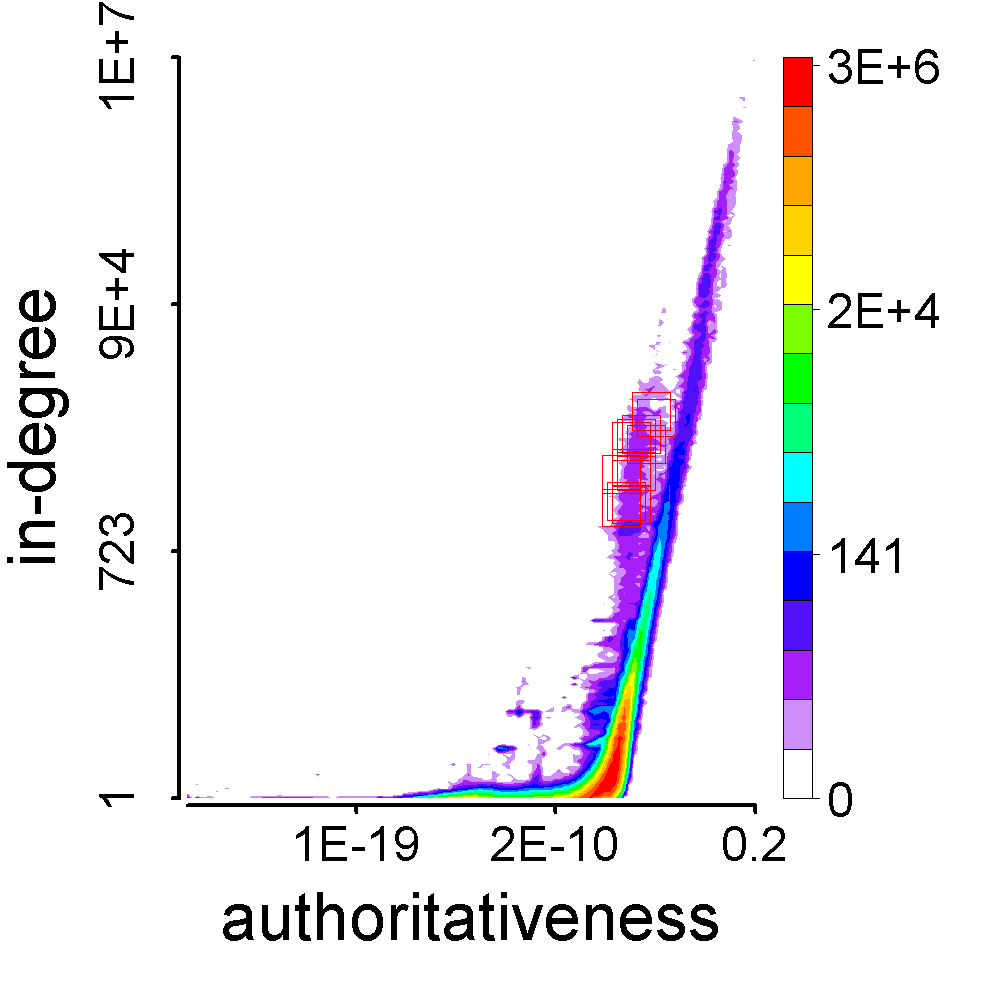 in-degree
1E+7
9E+4
723
1
1E-19
2E-10
0.2
authoritativeness
3E+6
2E+4
141
0